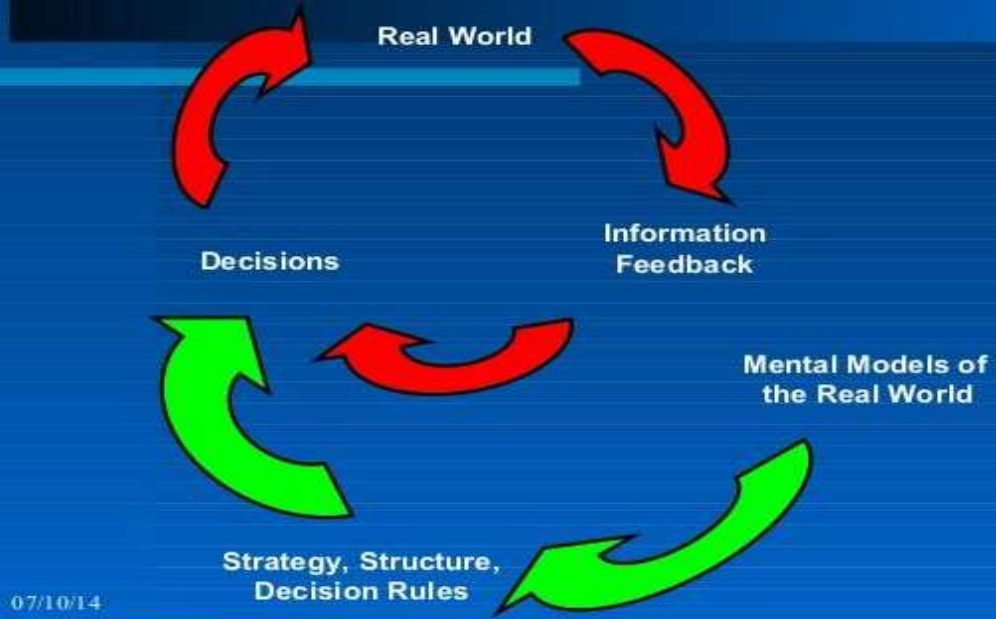 Real World
Information
Feedback
Decisions
Mental Models of
the Real World
Strategy, Structure,
Decision Rules
07/10/14